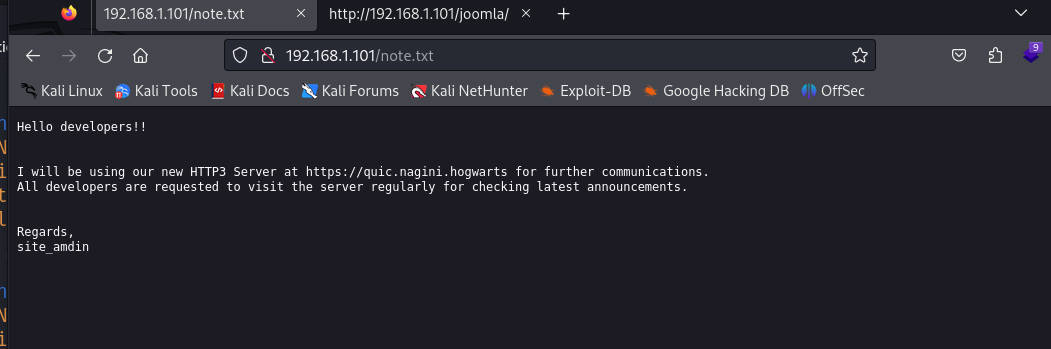 192.168.1.101/note.txt
http://192.168.1.101/joomla/
192.168.1.101/note.txt
9
Kali Linux Kali Tools Kali Docs Kali Forums Kali NetHunter Exploit-DB Google Hacking DB OffSec
Hello developers!!
I will be using our new HTTP3 Server at https://quic.nagini.hogwarts for further communications.
All developers are requested to visit the server regularly for checking latest announcements.
Regards,
site_amdin